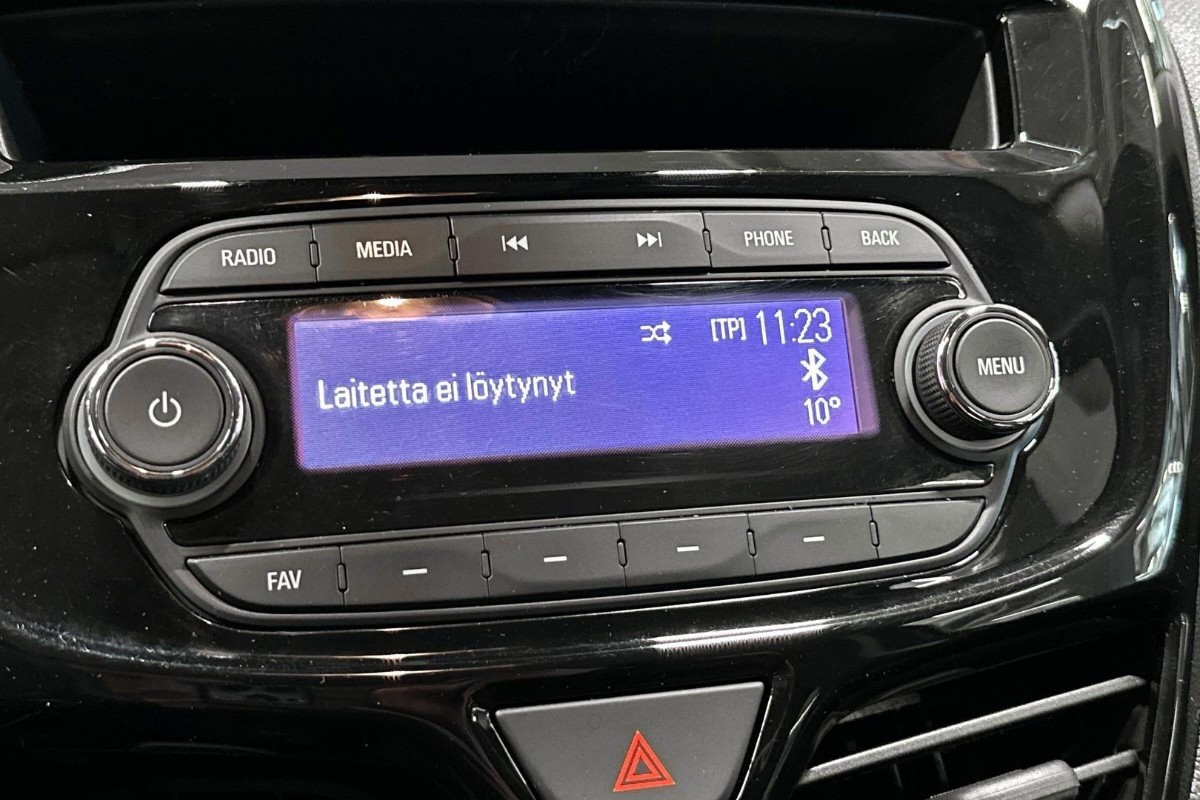 RADIO MEDIA PHONE BACK
[TP] 11:23
Laitetta ei löytynyt
10°
MENU
FAV